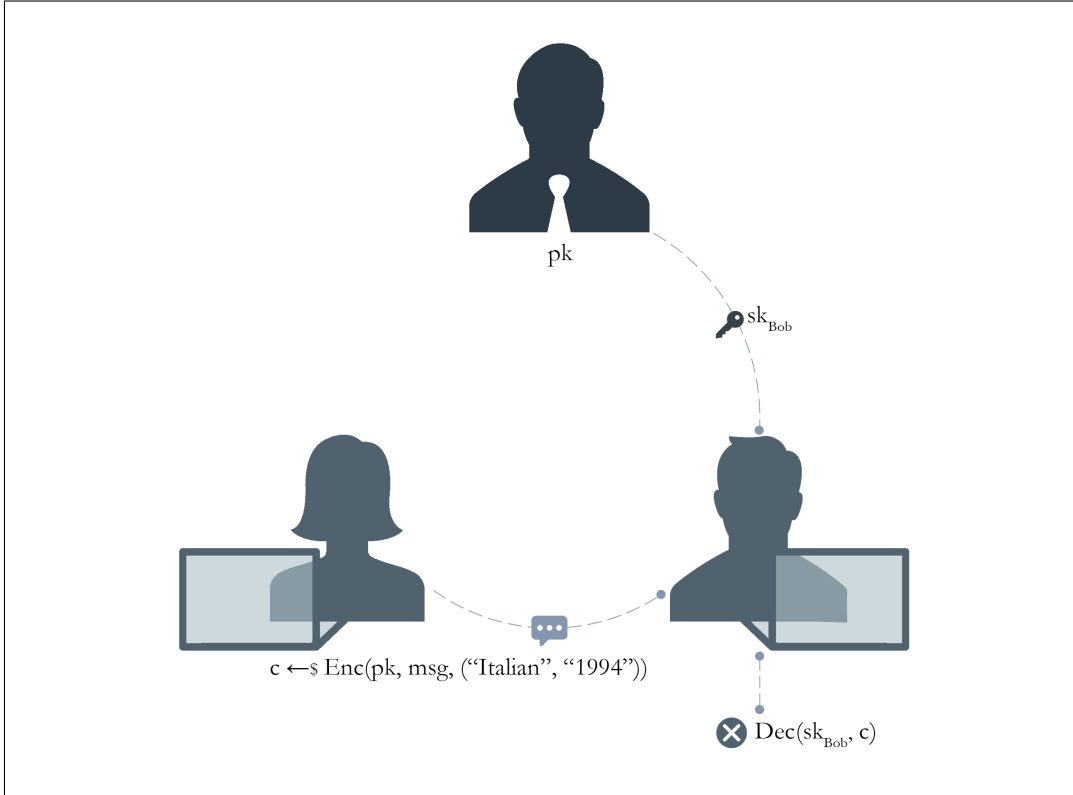 pk
sk_Bob
c ←$ Enc(pk, msg, (“Italian”, “1994”))
Dec(sk_Bob, c)